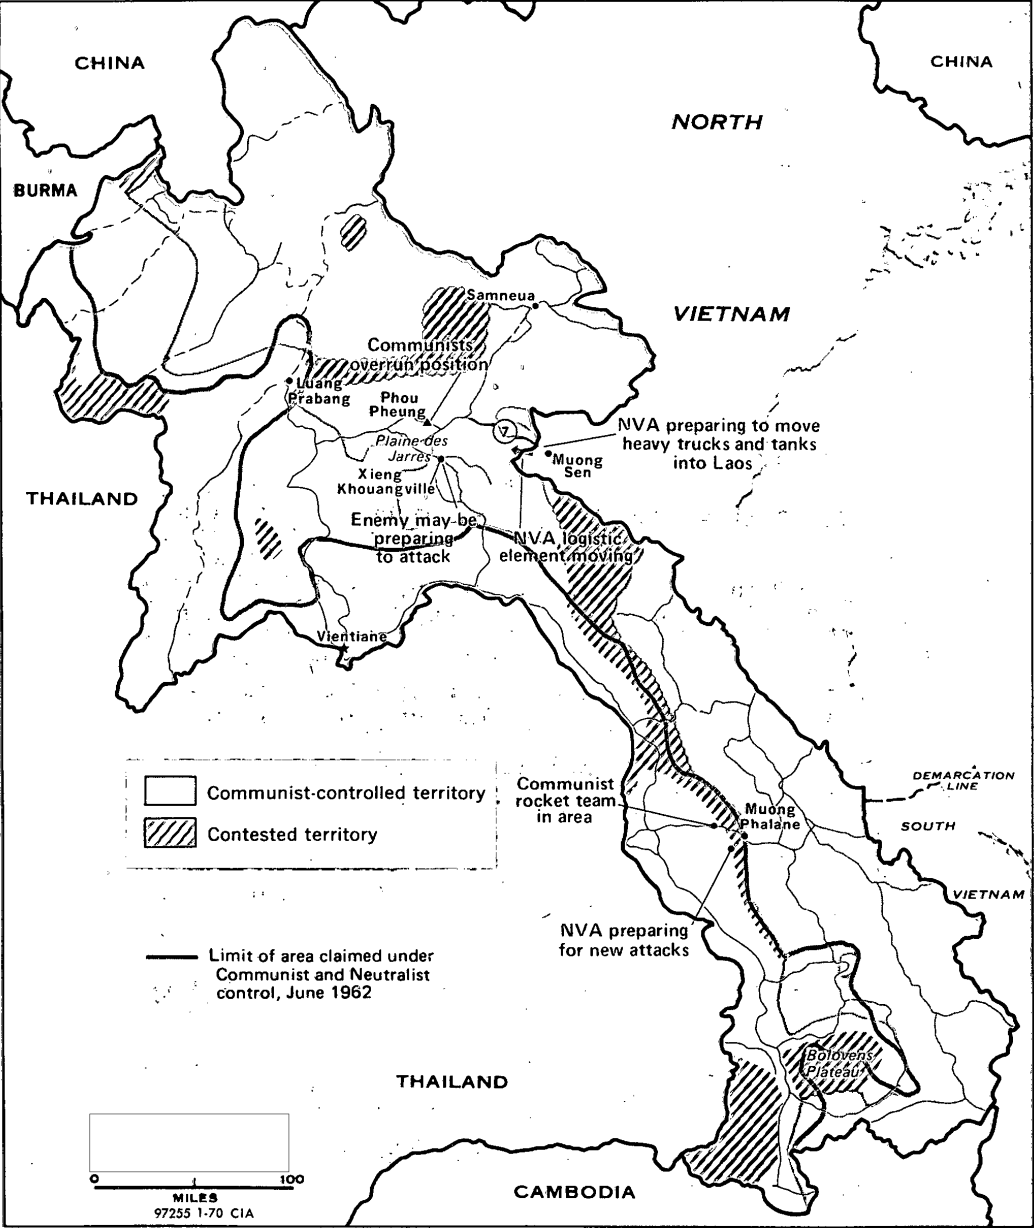 CHINA
CHINA
NORTH
BURMA
Samneua
VIETNAM
Communists
overrun position
Luang
Prabang
Phou
Pheung
7
NVA preparing to move
heavy trucks and tanks
into Laos
Plaine des
Jarres
Muong
Sen
Xieng
Khouangville
THAILAND
Enemy may be
preparing
to attack
NVA logistic
element moving
Vientiane
Communist-controlled territory
Contested territory
Communist
rocket team
in area
Muong
Phalane
DEMARCATION
LINE
SOUTH
VIETNAM
NVA preparing
for new attacks
Limit of area claimed under
Communist and Neutralist
control, June 1962
Bolovens
Plateau
THAILAND
0 100
MILES
97255 1-70 CIA
CAMBODIA